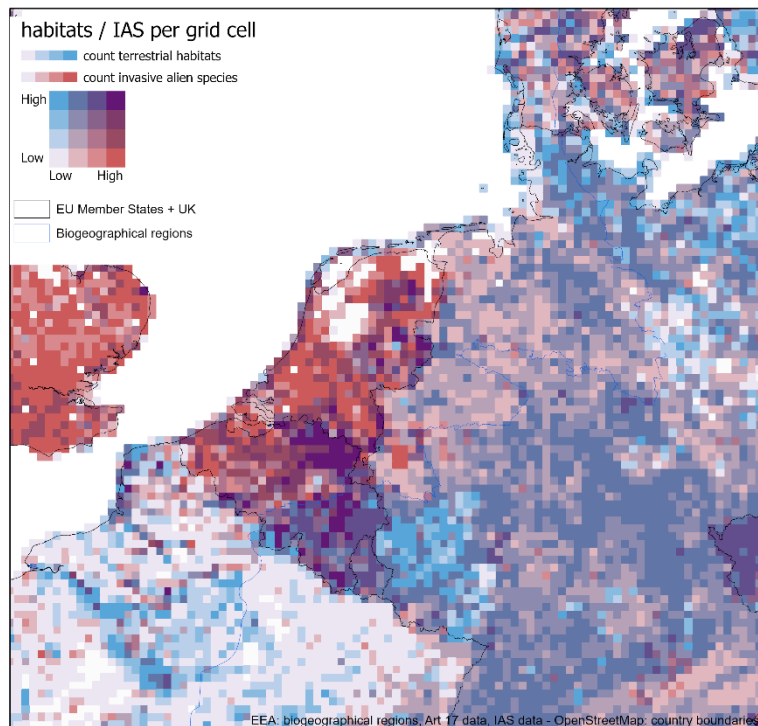 habitats / IAS per grid cell
count terrestrial habitats
count invasive alien species
High
Low
Low High
EU Member States + UK
Biogeographical regions
EEA: biogeographical regions, Art 17 data, IAS data - OpenStreetMap: country boundaries